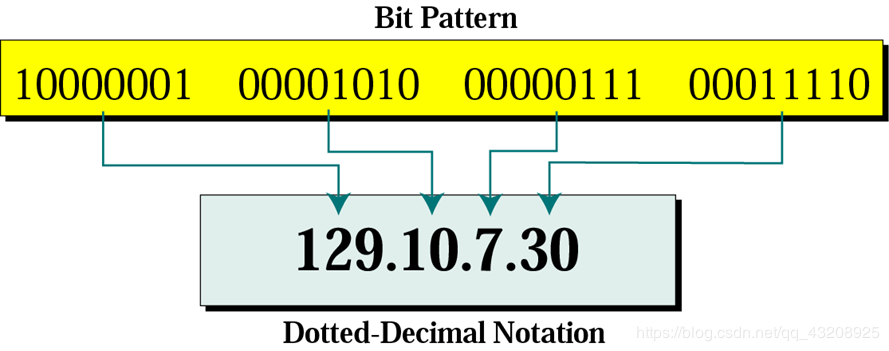 Bit Pattern
10000001 00001010 00000111 00011110
129.10.7.30
Dotted-Decimal Notation
https://blog.csdn.net/qq_43208925